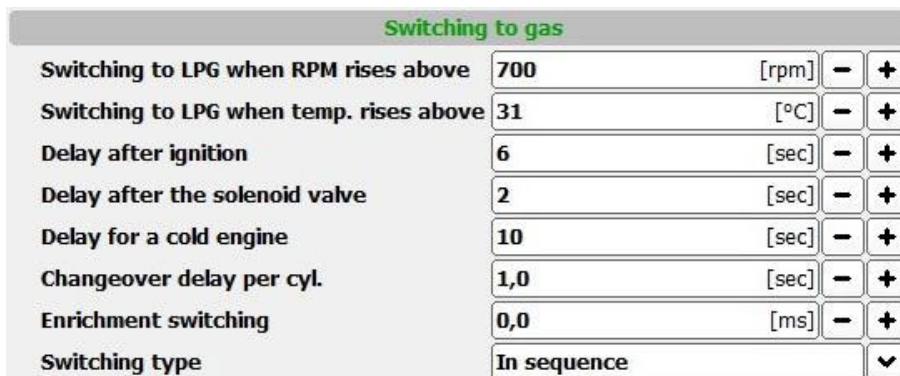 Switching to gas
Switching to LPG when RPM rises above 700 [rpm] - +
Switching to LPG when temp. rises above 31 [°C] - +
Delay after ignition 6 [sec] - +
Delay after the solenoid valve 2 [sec] - +
Delay for a cold engine 10 [sec] - +
Changeover delay per cyl. 1,0 [sec] - +
Enrichment switching 0,0 [ms] - +
Switching type In sequence